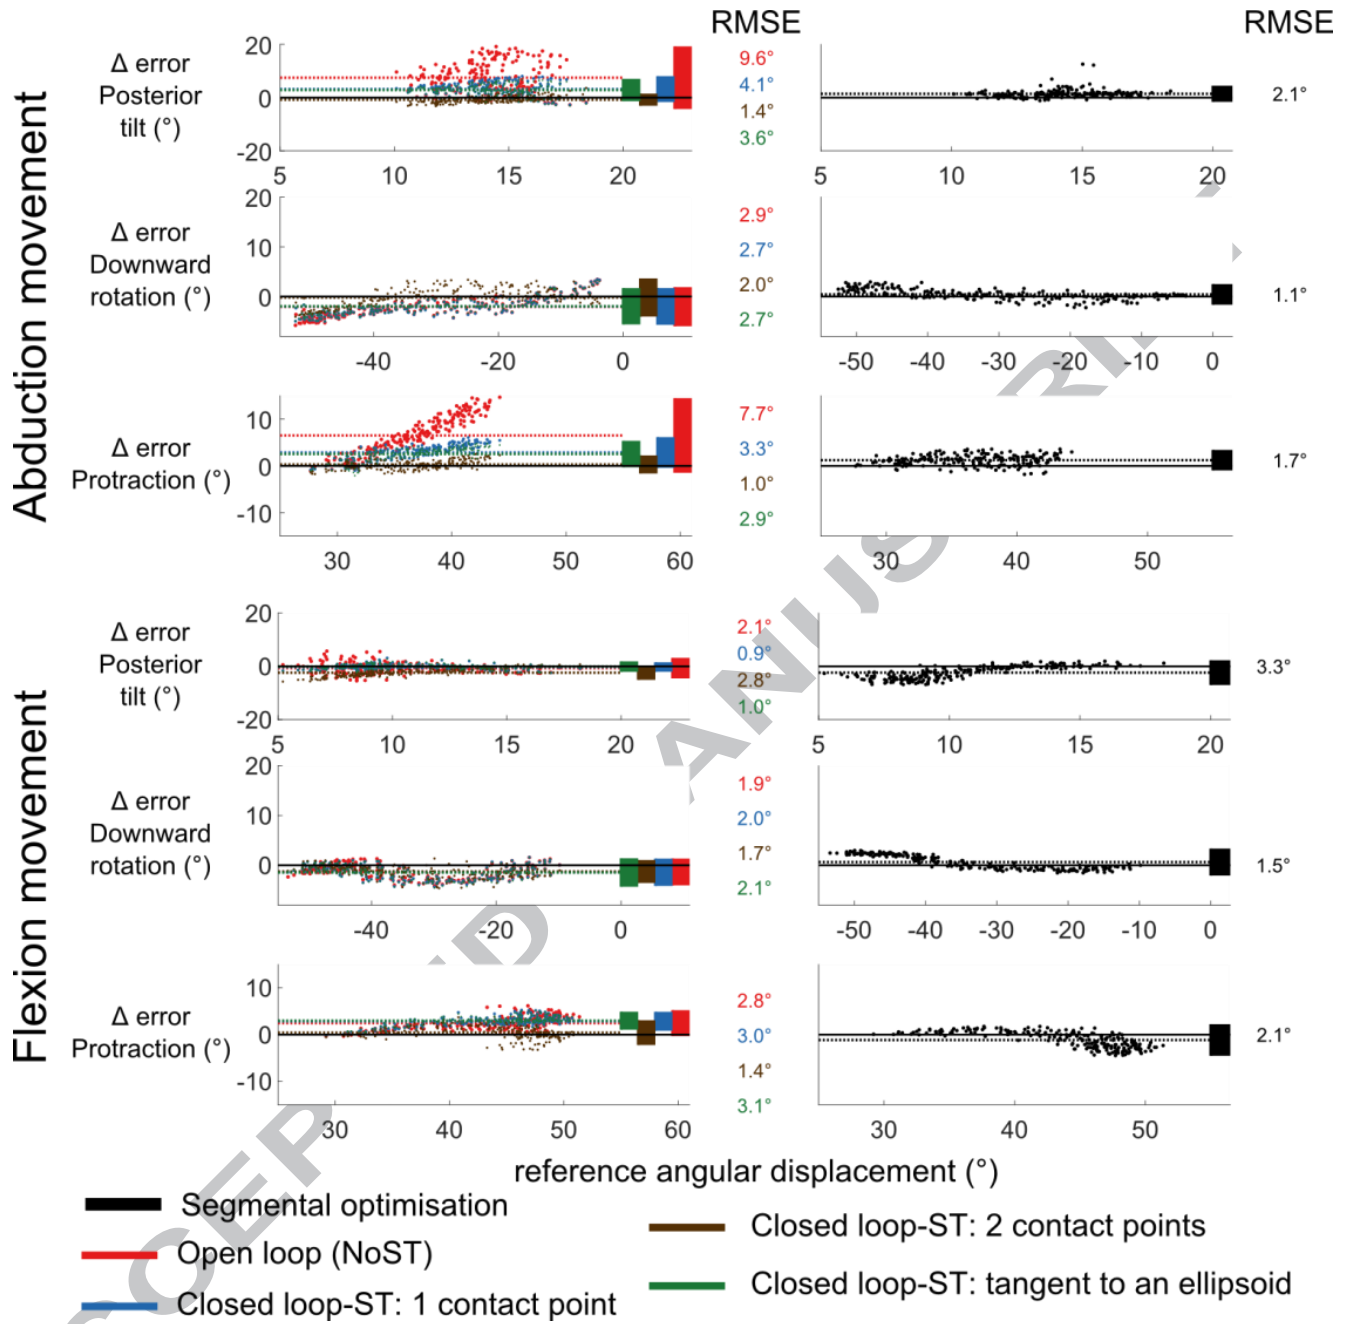 RMSE RMSE
Abduction movement
Δ error
Posterior
tilt (°)
20
0
-20
5 10 15 20
9.6°
4.1°
1.4°
3.6°
5 10 15 20
2.1°
Δ error
Downward
rotation (°)
20
10
0
-40 -20 0
2.9°
2.7°
2.0°
2.7°
-50 -40 -30 -20 -10 0
1.1°
Δ error
Protraction (°)
10
0
-10
30 40 50 60
7.7°
3.3°
1.0°
2.9°
30 40 50
1.7°
Flexion movement
Δ error
Posterior
tilt (°)
20
0
-20
5 10 15 20
2.1°
0.9°
2.8°
1.0°
5 10 15 20
3.3°
Δ error
Downward
rotation (°)
20
10
0
-40 -20 0
1.9°
2.0°
1.7°
2.1°
-50 -40 -30 -20 -10 0
1.5°
Δ error
Protraction (°)
10
0
-10
30 40 50 60
2.8°
3.0°
1.4°
3.1°
30 40 50
2.1°
reference angular displacement (°)
Segmental optimisation
Open loop (NoST)
Closed loop-ST: 1 contact point
Closed loop-ST: 2 contact points
Closed loop-ST: tangent to an ellipsoid